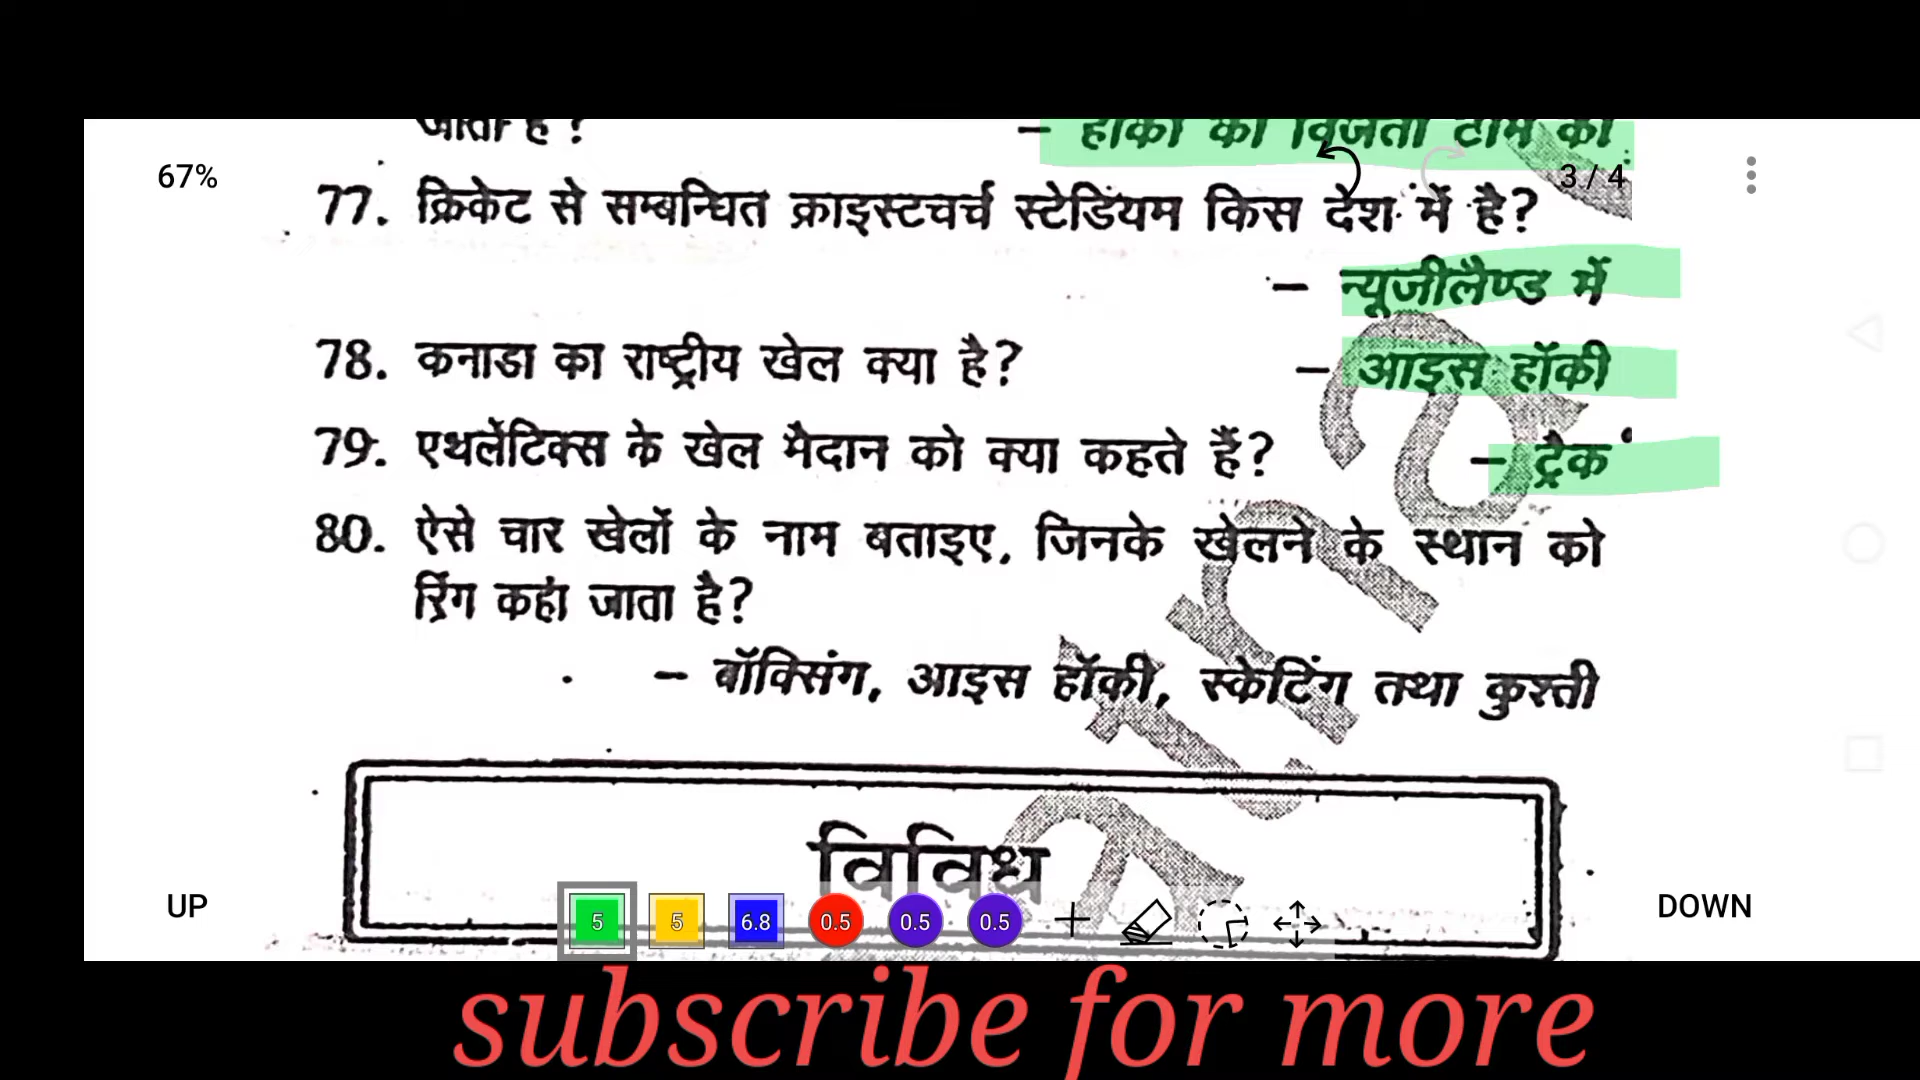 जाता है ? – हॉकी की विजेता टीम को
67% 3 / 4
77. क्रिकेट से सम्बन्धित क्राइस्टचर्च स्टेडियम किस देश में है?
– न्यूजीलैण्ड में
78. कनाडा का राष्ट्रीय खेल क्या है? – आइस हॉकी
79. एथलेटिक्स के खेल मैदान को क्या कहते हैं? – ट्रैक
80. ऐसे चार खेलों के नाम बताइए, जिनके खेलने के स्थान को
रिंग कहा जाता है?
– बॉक्सिंग, आइस हॉकी, स्केटिंग तथा कुश्ती
विविध
UP 5 5 6.8 0.5 0.5 0.5 DOWN
subscribe for more